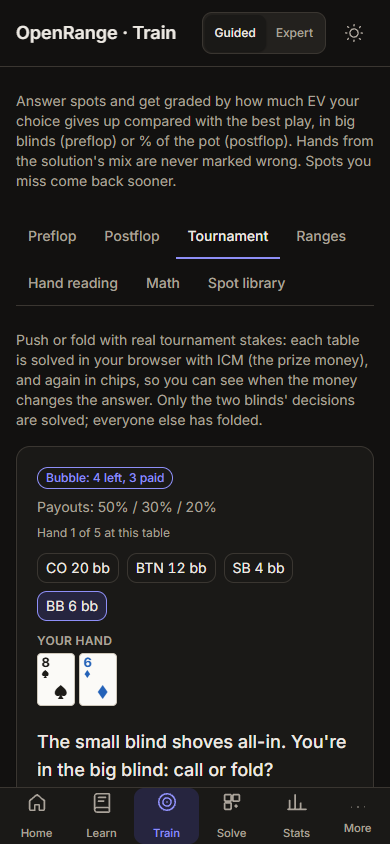 OpenRange · Train
Guided
Expert
Answer spots and get graded by how much EV your
choice gives up compared with the best play, in big
blinds (preflop) or % of the pot (postflop). Hands from
the solution's mix are never marked wrong. Spots you
miss come back sooner.
Preflop
Postflop
Tournament
Ranges
Hand reading
Math
Spot library
Push or fold with real tournament stakes: each table
is solved in your browser with ICM (the prize money),
and again in chips, so you can see when the money
changes the answer. Only the two blinds' decisions
are solved; everyone else has folded.
Bubble: 4 left, 3 paid
Payouts: 50% / 30% / 20%
Hand 1 of 5 at this table
CO 20 bb
BTN 12 bb
SB 4 bb
BB 6 bb
YOUR HAND
8♠
6♦
The small blind shoves all-in. You're
in the big blind: call or fold?
Home
Learn
Train
Solve
Stats
More